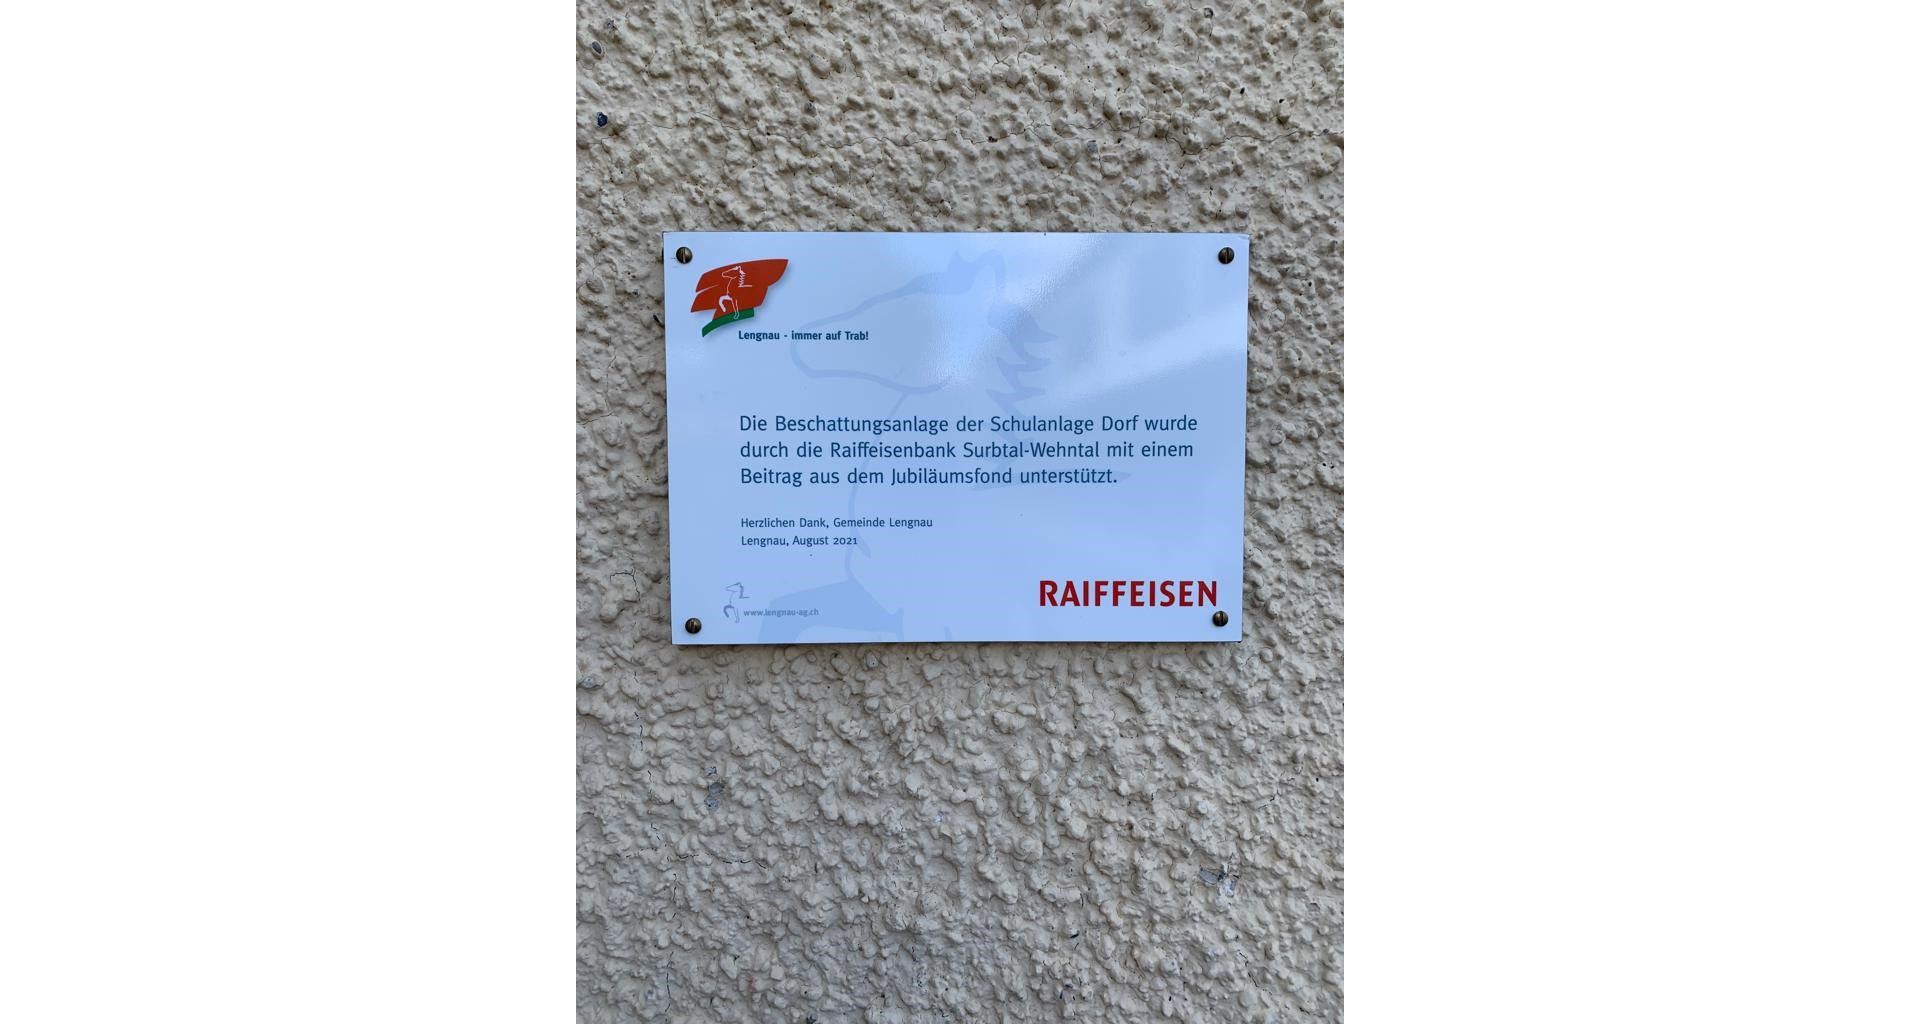 Lengnau - immer auf Trab!
Die Beschattungsanlage der Schulanlage Dorf wurde
durch die Raiffeisenbank Surbtal-Wehntal mit einem
Beitrag aus dem Jubiläumsfond unterstützt.
Herzlichen Dank, Gemeinde Lengnau
Lengnau, August 2021
www.lengnau-ag.ch
RAIFFEISEN